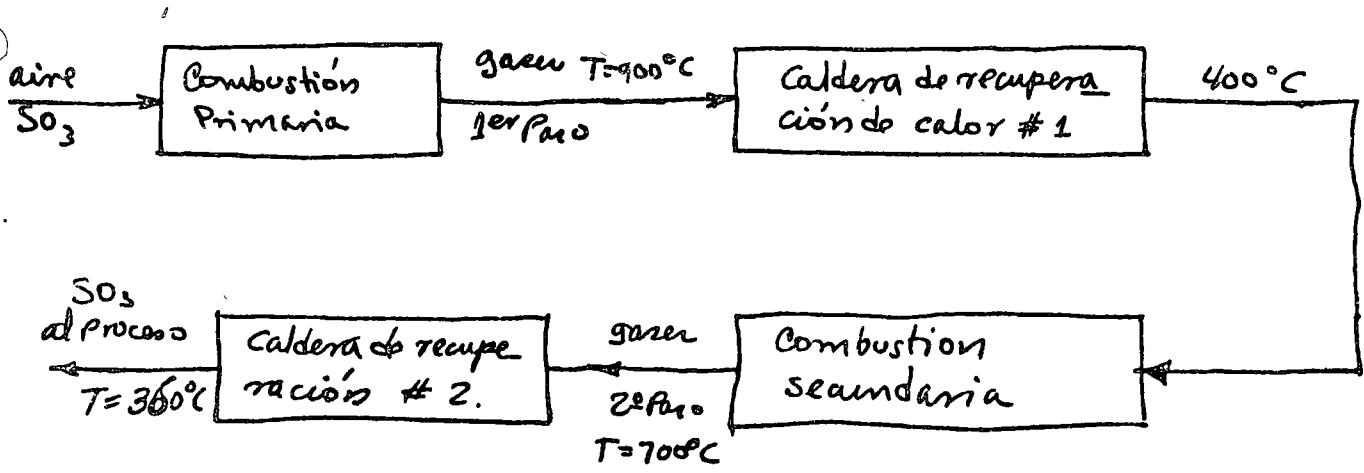 aire
SO3
Combustión
Primaria
gases T=900°C
1er Paso
Caldera de recupera
ción de calor # 1
400°C
SO3
al proceso
T=360°C
Caldera de recupe
ración # 2.
gases
2º Paso
T=700°C
Combustion
secundaria